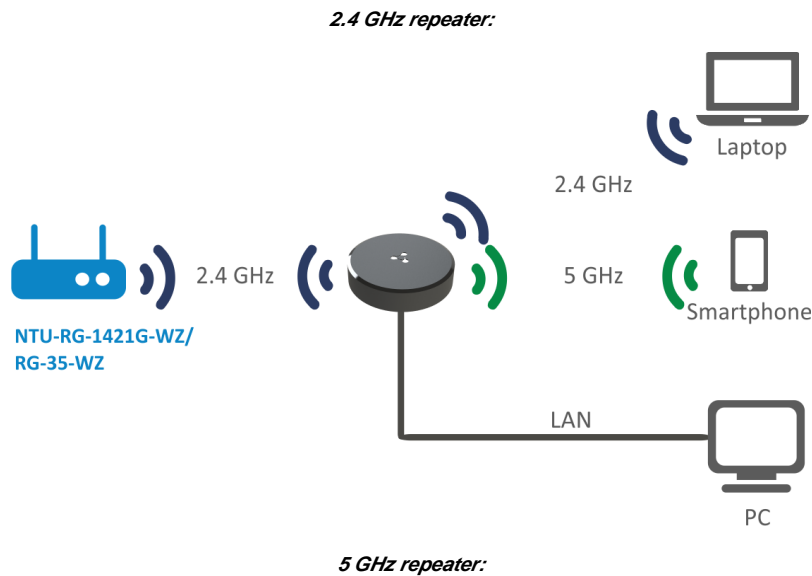 2.4 GHz repeater:
Laptop
2.4 GHz
2.4 GHz
5 GHz
Smartphone
NTU-RG-1421G-WZ/
RG-35-WZ
LAN
PC
5 GHz repeater: